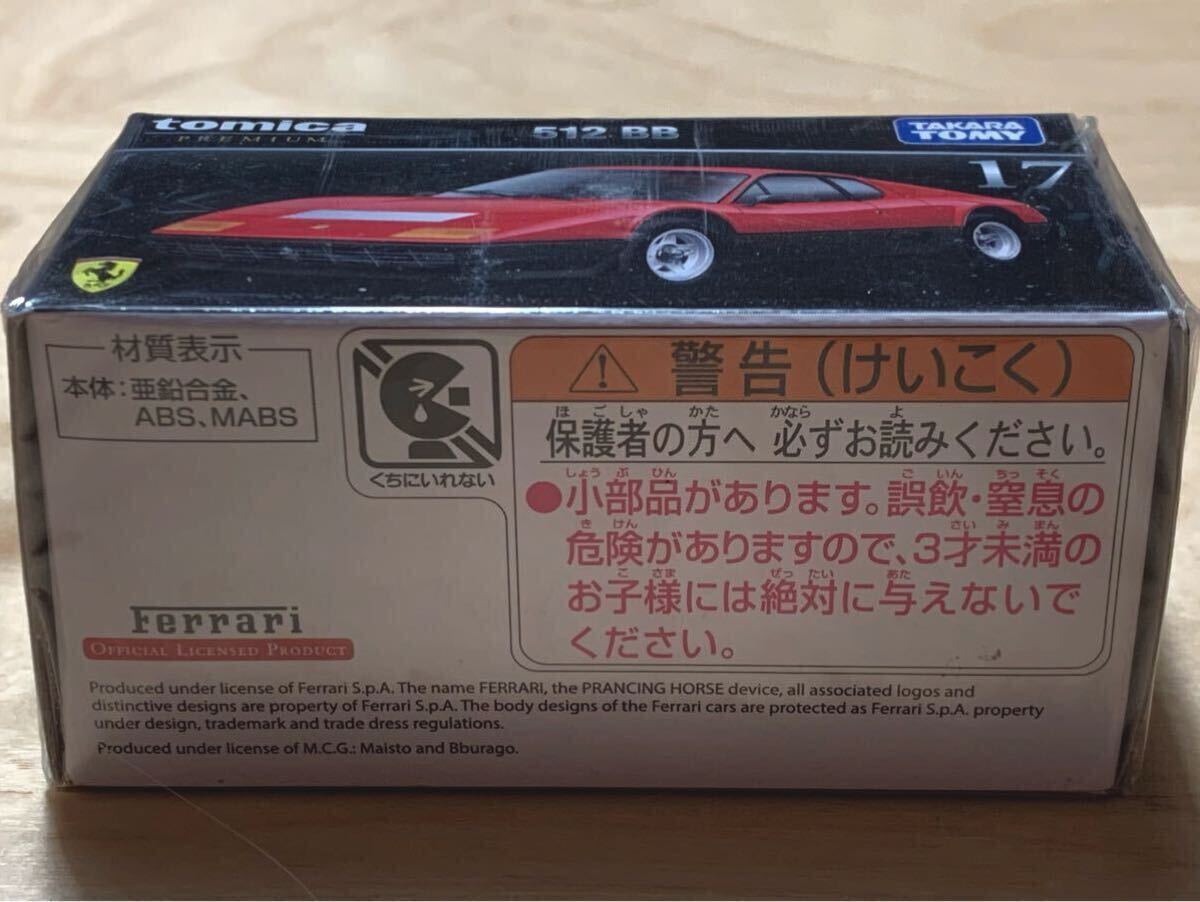 tomica
PREMIUM
512 BB
TAKARA
TOMY
17
材質表示
本体：亜鉛合金、
ABS、MABS
くちにいれない
警告（けいこく）
ほごしゃ かた かなら よ
保護者の方へ 必ずお読みください。
しょうぶひん ごいん ちっそく
●小部品があります。誤飲・窒息の
きけん さいみまん
危険がありますので、3才未満の
こさま ぜったい あた
お子様には絶対に与えないで
ください。
Ferrari
OFFICIAL LICENSED PRODUCT
Produced under license of Ferrari S.p.A. The name FERRARI, the PRANCING HORSE device, all associated logos and
distinctive designs are property of Ferrari S.p.A. The body designs of the Ferrari cars are protected as Ferrari S.p.A. property
under design, trademark and trade dress regulations.
Produced under license of M.C.G.: Maisto and Bburago.